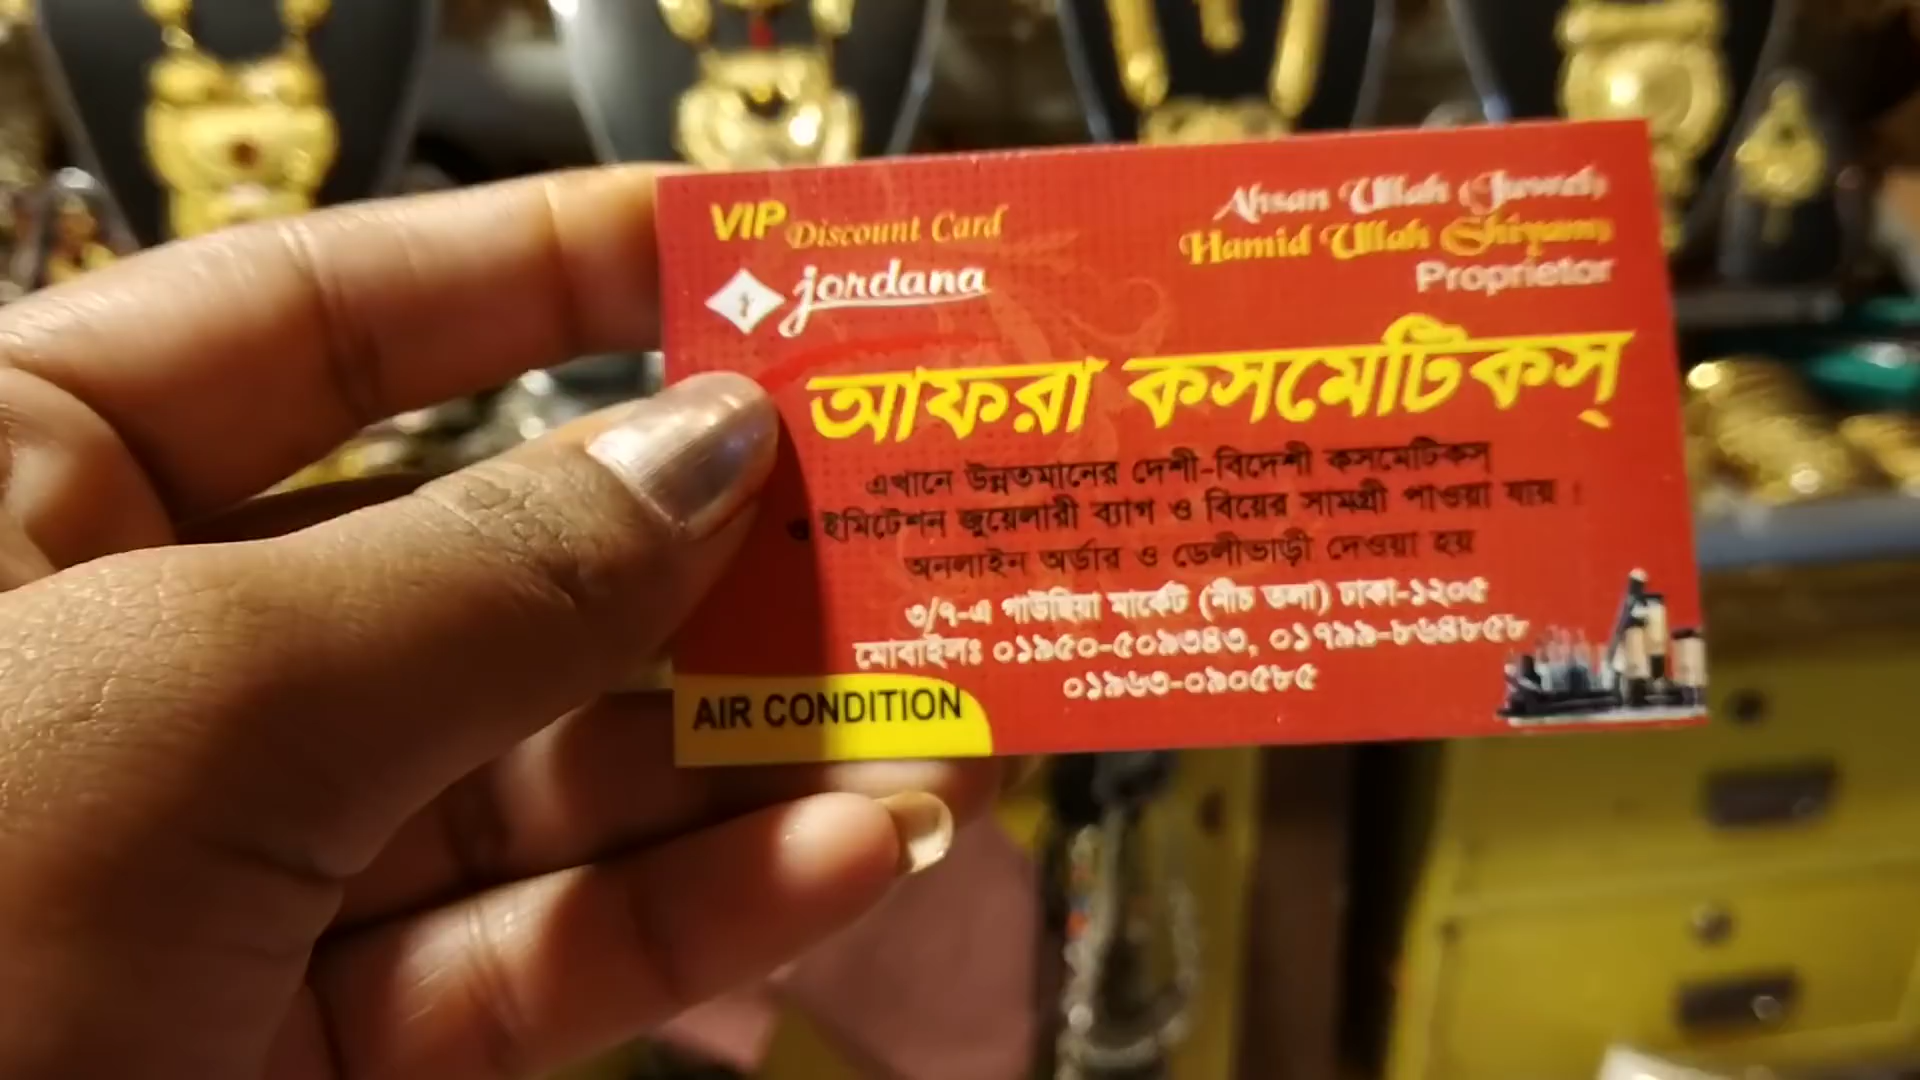 VIP Discount Card
jordana
Ahsan Ullah Juwel
Hamid Ullah Shiyam
Proprietor
আফরা কসমেটিকস্
এখানে উন্নতমানের দেশী-বিদেশী কসমেটিকস্
ও ইমিটেশন জুয়েলারী ব্যাগ ও বিয়ের সামগ্রী পাওয়া যায়।
অনলাইন অর্ডার ও ডেলীভাড়ী দেওয়া হয়
৩/৭-এ গাউছিয়া মার্কেট (নীচ তলা) ঢাকা-১২০৫
মোবাইলঃ ০১৯৫০-৫০৯৩৪৩, ০১৭৯৯-৮৬৪৮৫৮
০১৯৬৩-০৯০৫৮৫
AIR CONDITION